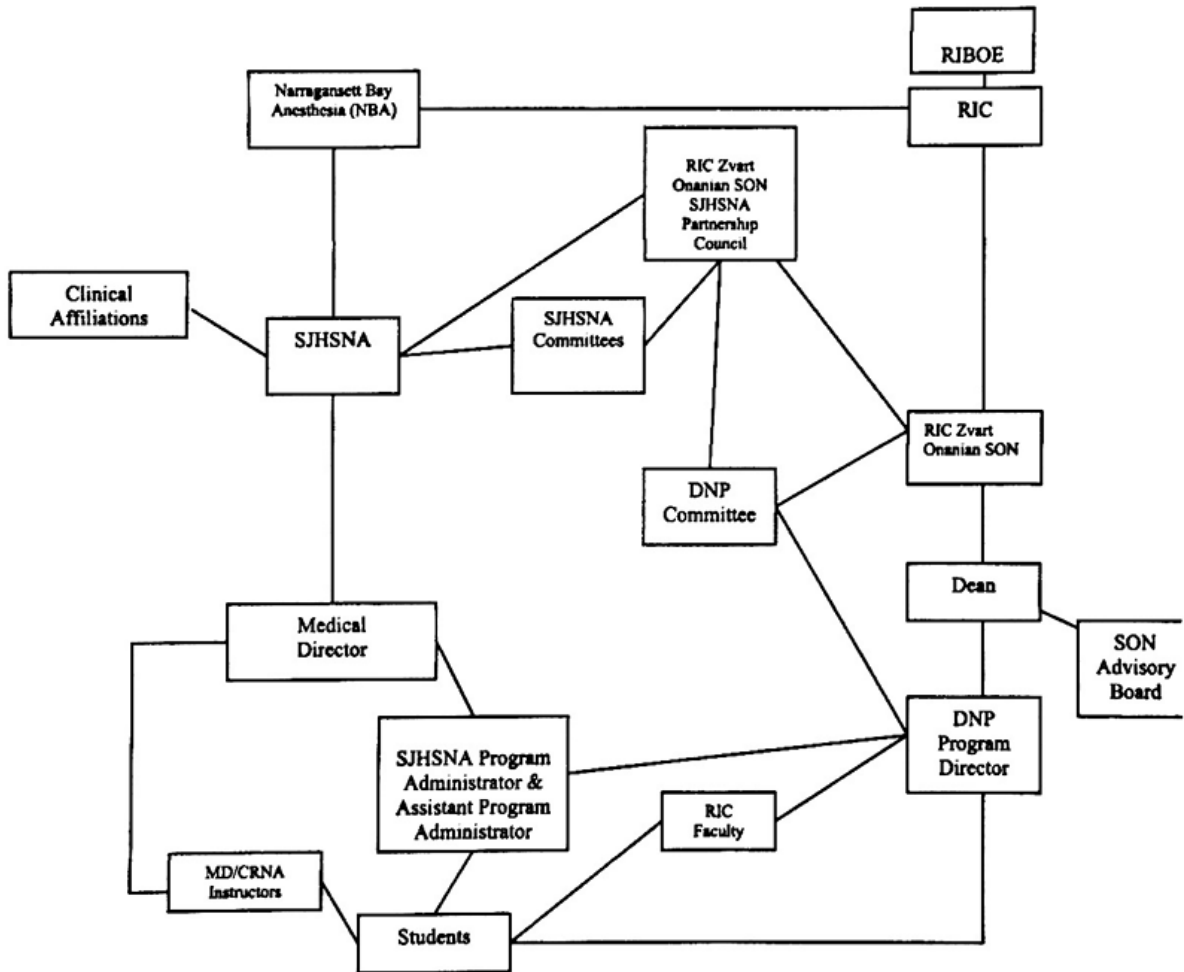 RIBOE
Narragansett Bay
Anesthesia (NBA)
RIC
RIC Zvart
Onanian SON
SJHSNA
Partnership
Council
Clinical
Affiliations
SJHSNA
SJHSNA
Committees
RIC Zvart
Onanian SON
DNP
Committee
Dean
Medical
Director
SON
Advisory
Board
DNP
Program
Director
SJHSNA Program
Administrator &
Assistant Program
Administrator
RIC
Faculty
MD/CRNA
Instructors
Students